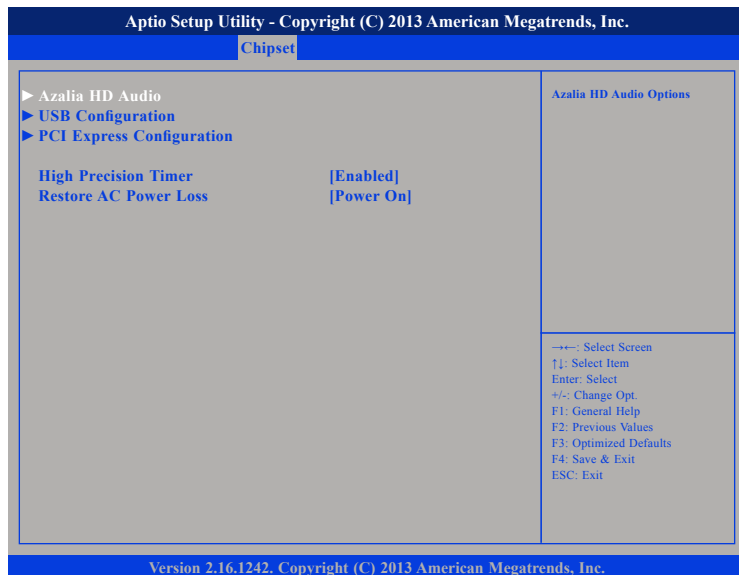 Aptio Setup Utility - Copyright (C) 2013 American Megatrends, Inc.
Chipset
► Azalia HD Audio
► USB Configuration
► PCI Express Configuration
High Precision Timer [Enabled]
Restore AC Power Loss [Power On]
Azalia HD Audio Options
→←: Select Screen
↑↓: Select Item
Enter: Select
+/-: Change Opt.
F1: General Help
F2: Previous Values
F3: Optimized Defaults
F4: Save & Exit
ESC: Exit
Version 2.16.1242. Copyright (C) 2013 American Megatrends, Inc.